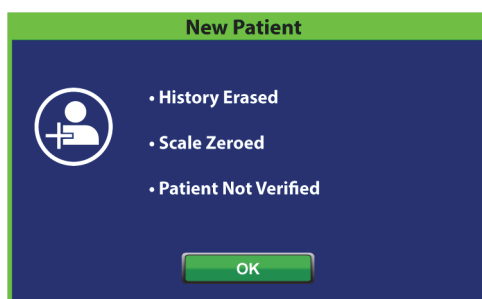 New Patient
• History Erased
• Scale Zeroed
• Patient Not Verified
OK